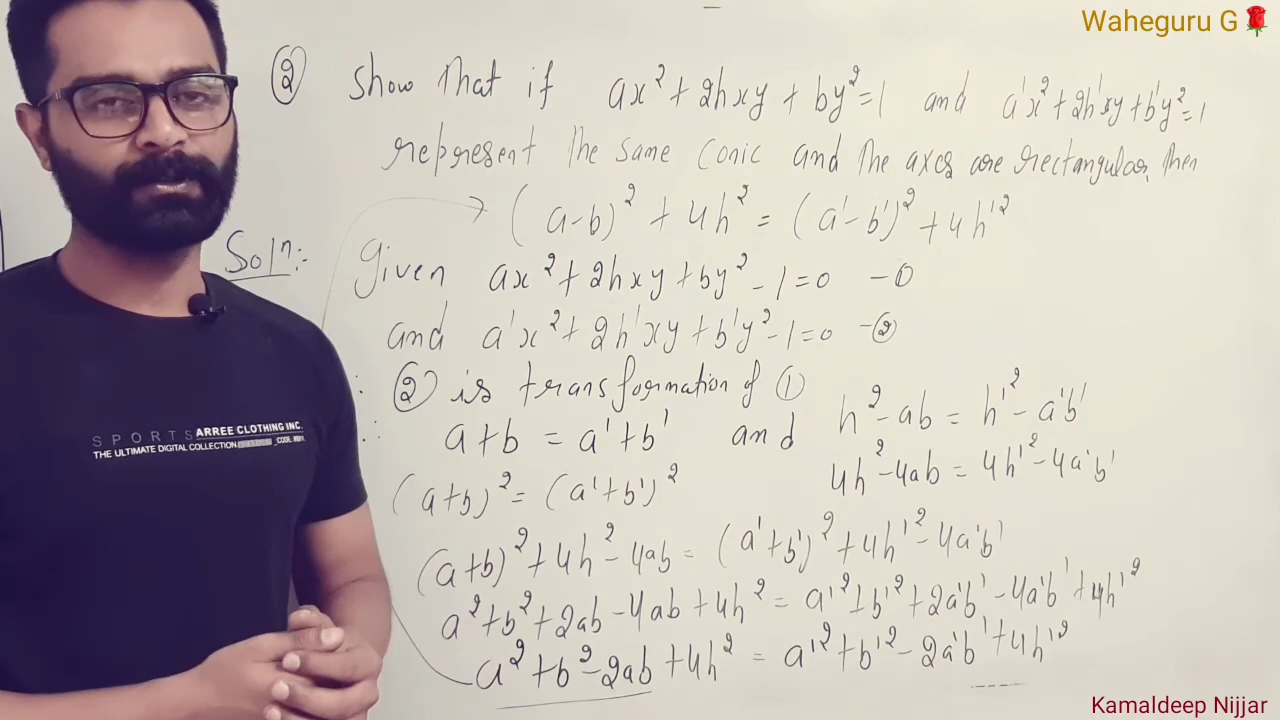 Waheguru G🌹
② Show that if ax² + 2hxy + by² = 1 and a'x² + 2h'xy + b'y² = 1
represent the same conic and the axes are rectangular, then
(a-b)² + 4h² = (a'-b')² + 4h'²
Solⁿ:- Given ax² + 2hxy + by² - 1 = 0 -①
and a'x² + 2h'xy + b'y² - 1 = 0 -②
∴ ② is transformation of ①
∴ a+b = a'+b' and h²-ab = h'²-a'b'
(a+b)² = (a'+b')² 4h²-4ab = 4h'²-4a'b'
(a+b)² + 4h² - 4ab = (a'+b')² + 4h'² - 4a'b'
a² + b² + 2ab - 4ab + 4h² = a'² + b'² + 2a'b' - 4a'b' + 4h'²
a² + b² - 2ab + 4h² = a'² + b'² - 2a'b' + 4h'²
SPORTS ARREE CLOTHING INC.
THE ULTIMATE DIGITAL COLLECTION
Kamaldeep Nijjar